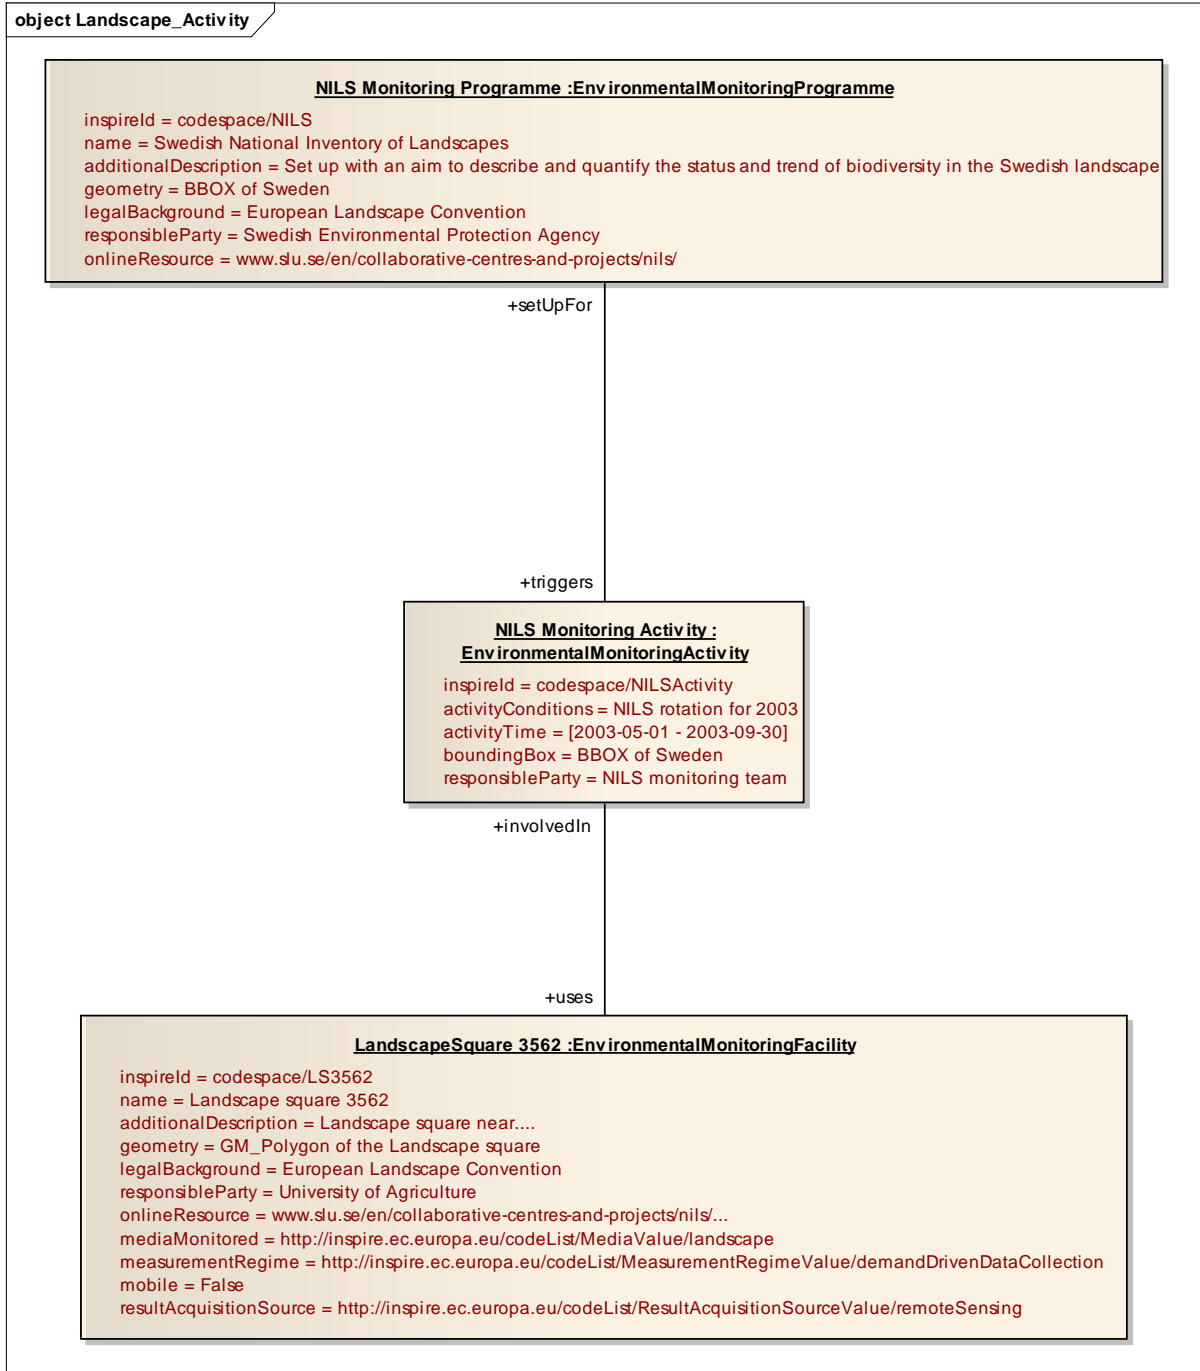 object Landscape_Activity
NILS Monitoring Programme :EnvironmentalMonitoringProgramme
inspireId = codespace/NILS
name = Swedish National Inventory of Landscapes
additionalDescription = Set up with an aim to describe and quantify the status and trend of biodiversity in the Swedish landscape
geometry = BBOX of Sweden
legalBackground = European Landscape Convention
responsibleParty = Swedish Environmental Protection Agency
onlineResource = www.slu.se/en/collaborative-centres-and-projects/nils/
+setUpFor
+triggers
NILS Monitoring Activity :
EnvironmentalMonitoringActivity
inspireId = codespace/NILSActivity
activityConditions = NILS rotation for 2003
activityTime = [2003-05-01 - 2003-09-30]
boundingBox = BBOX of Sweden
responsibleParty = NILS monitoring team
+involvedIn
+uses
LandscapeSquare 3562 :EnvironmentalMonitoringFacility
inspireId = codespace/LS3562
name = Landscape square 3562
additionalDescription = Landscape square near....
geometry = GM_Polygon of the Landscape square
legalBackground = European Landscape Convention
responsibleParty = University of Agriculture
onlineResource = www.slu.se/en/collaborative-centres-and-projects/nils/...
mediaMonitored = http://inspire.ec.europa.eu/codeList/MediaValue/landscape
measurementRegime = http://inspire.ec.europa.eu/codeList/MeasurementRegimeValue/demandDrivenDataCollection
mobile = False
resultAcquisitionSource = http://inspire.ec.europa.eu/codeList/ResultAcquisitionSourceValue/remoteSensing